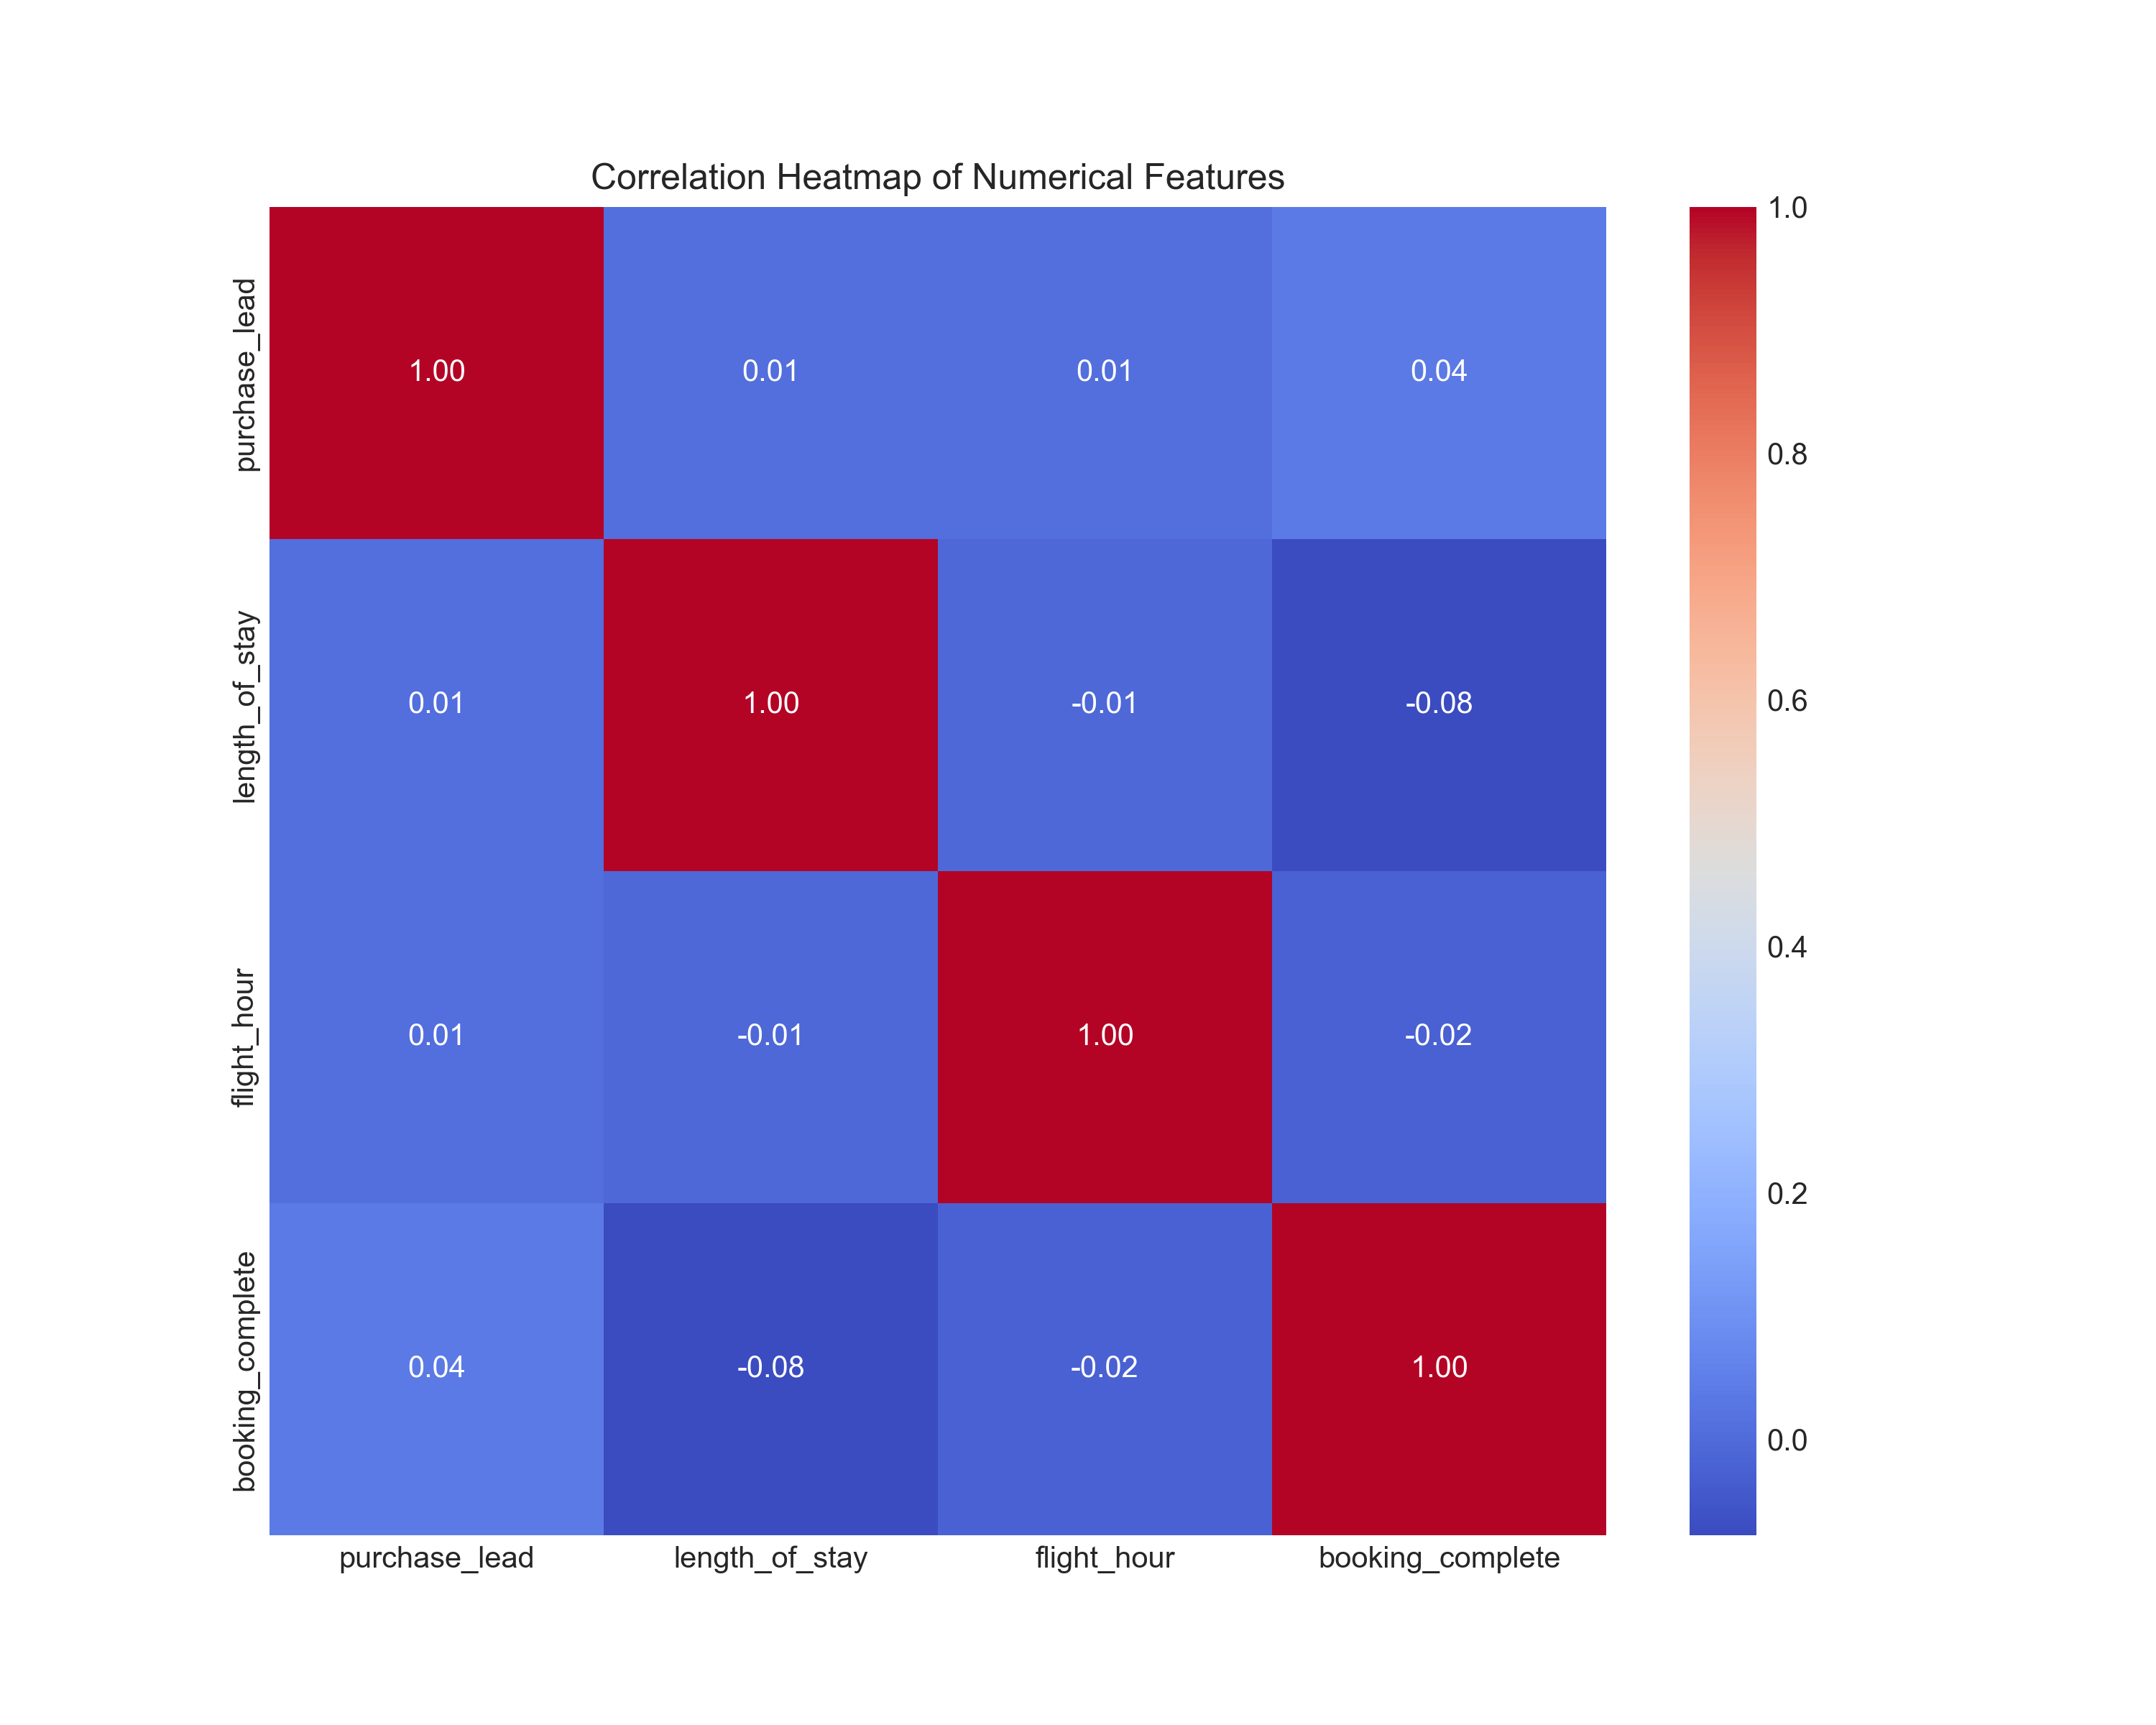 Correlation Heatmap of Numerical Features
purchase_lead
1.00 0.01 0.01 0.04
length_of_stay
0.01 1.00 -0.01 -0.08
flight_hour
0.01 -0.01 1.00 -0.02
booking_complete
0.04 -0.08 -0.02 1.00
purchase_lead length_of_stay flight_hour booking_complete
1.0
0.8
0.6
0.4
0.2
0.0